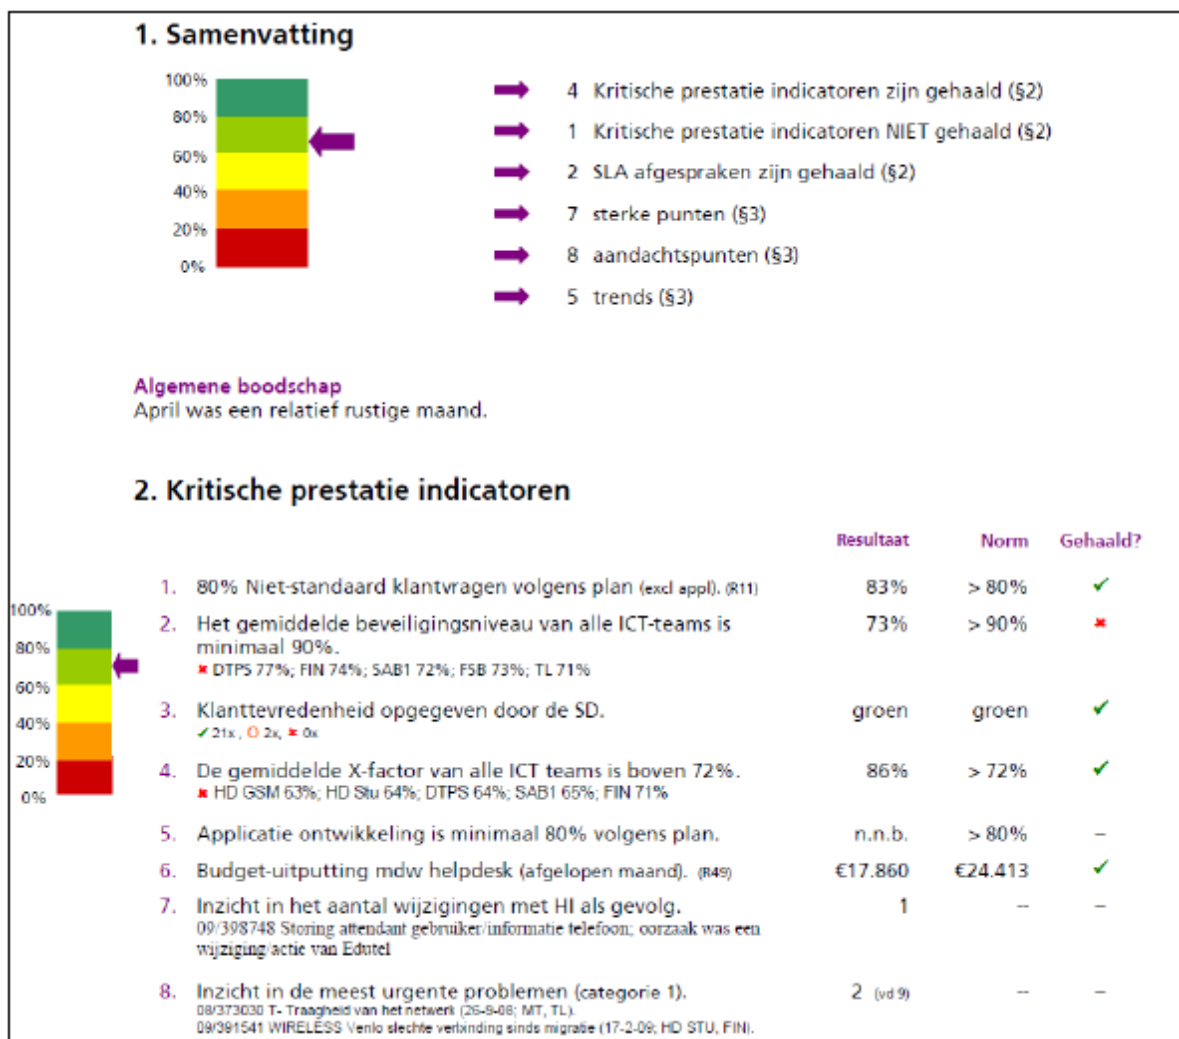 1. Samenvatting
100%
80%
60%
40%
20%
0%
4 Kritische prestatie indicatoren zijn gehaald (§2)
1 Kritische prestatie indicatoren NIET gehaald (§2)
2 SLA afgespraken zijn gehaald (§2)
7 sterke punten (§3)
8 aandachtspunten (§3)
5 trends (§3)
Algemene boodschap
April was een relatief rustige maand.
2. Kritische prestatie indicatoren
Resultaat Norm Gehaald?
100%
80%
60%
40%
20%
0%
1. 80% Niet-standaard klantvragen volgens plan (excl appl). (R11) 83% > 80% ✔
2. Het gemiddelde beveiligingsniveau van alle ICT-teams is 73% > 90% ✖
minimaal 90%.
✖ DTPS 77%; FIN 74%; SAB1 72%; FSB 73%; TL 71%
3. Klanttevredenheid opgegeven door de SD. groen groen ✔
✔ 21x, O 2x, ✖ 0x
4. De gemiddelde X-factor van alle ICT teams is boven 72%. 86% > 72% ✔
✖ HD GSM 63%; HD Stu 64%; DTPS 64%; SAB1 65%; FIN 71%
5. Applicatie ontwikkeling is minimaal 80% volgens plan. n.n.b. > 80% –
6. Budget-uitputting mdw helpdesk (afgelopen maand). (R49) €17.860 €24.413 ✔
7. Inzicht in het aantal wijzigingen met HI als gevolg. 1 -- –
09/398748 Storing attendant gebruiker/informatie telefoon; oorzaak was een
wijziging/actie van Edutel
8. Inzicht in de meest urgente problemen (categorie 1). 2 (vd 9) -- –
08/373030 T- Traagheid van het netwerk (26-9-08; MT, TL).
09/391541 WIRELESS Venlo slechte verbinding sinds migratie (17-2-09; HD STU, FIN).